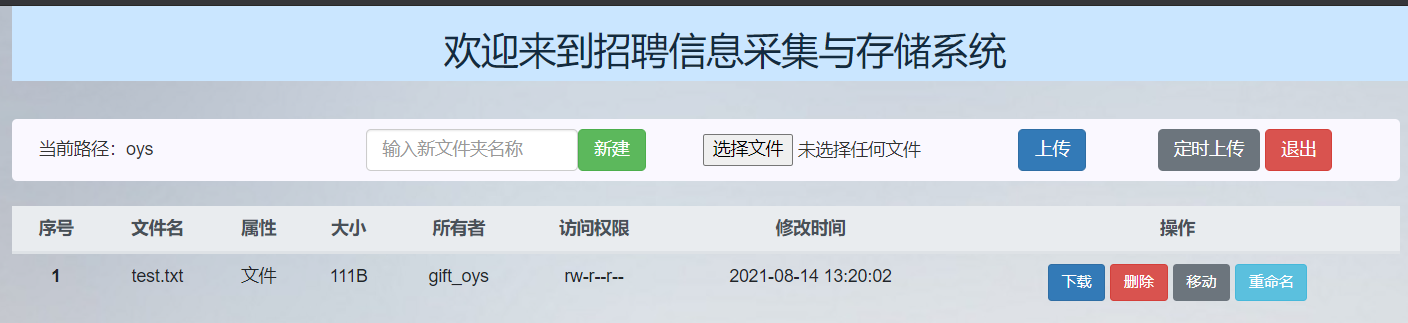 欢迎来到招聘信息采集与存储系统
当前路径：oys 输入新文件夹名称 新建 选择文件 未选择任何文件 上传 定时上传 退出
序号 文件名 属性 大小 所有者 访问权限 修改时间 操作
1 test.txt 文件 111B gift_oys rw-r--r-- 2021-08-14 13:20:02 下载 删除 移动 重命名